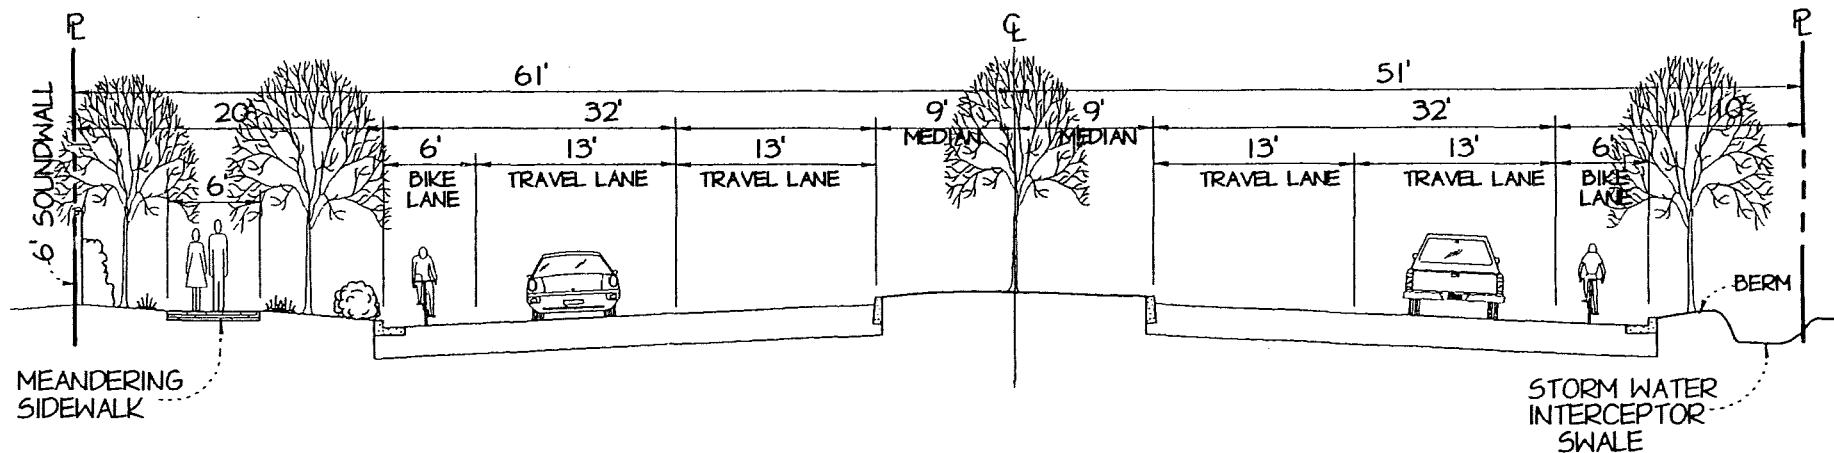 PL
CL
PL
61'
51'
20'
32'
9'
9'
32'
10'
MEDIAN
MEDIAN
6'
13'
13'
13'
13'
6'
BIKE
LANE
TRAVEL LANE
TRAVEL LANE
TRAVEL LANE
TRAVEL LANE
BIKE
LANE
6'
6' SOUNDWALL
BERM
MEANDERING
SIDEWALK
STORM WATER
INTERCEPTOR
SWALE